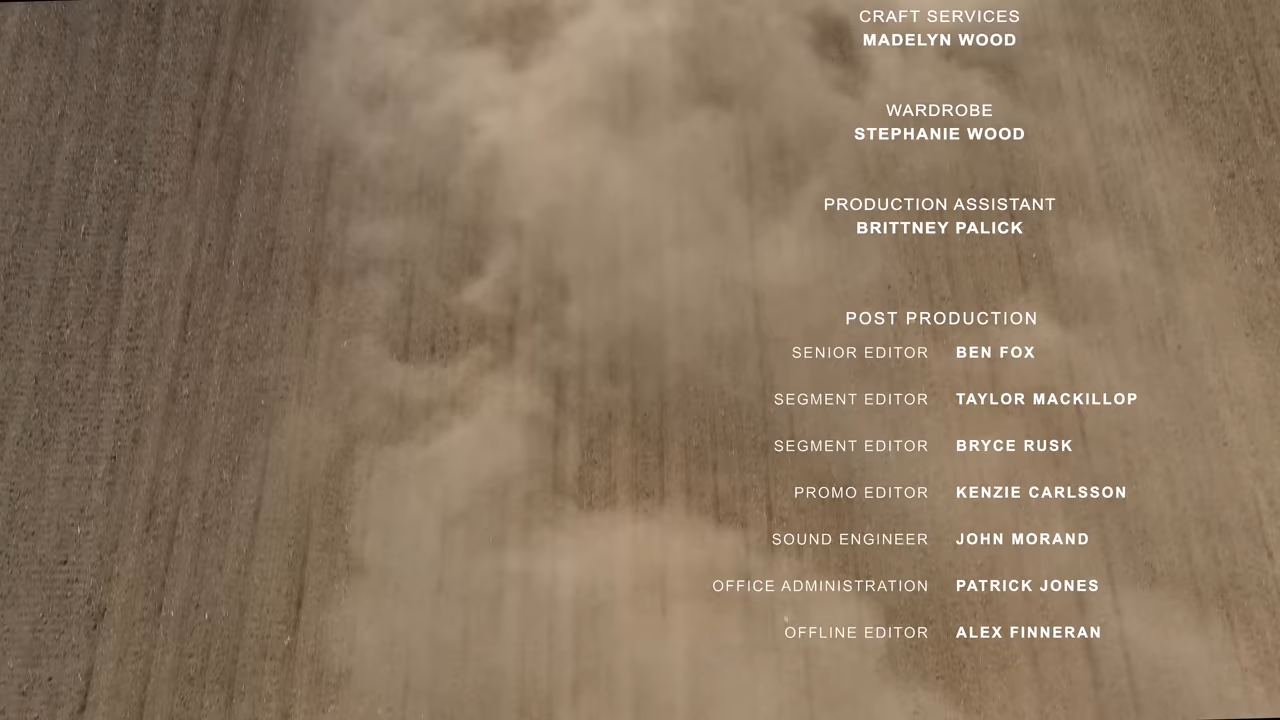 CRAFT SERVICES
MADELYN WOOD
WARDROBE
STEPHANIE WOOD
PRODUCTION ASSISTANT
BRITTNEY PALICK
POST PRODUCTION
SENIOR EDITOR BEN FOX
SEGMENT EDITOR TAYLOR MACKILLOP
SEGMENT EDITOR BRYCE RUSK
PROMO EDITOR KENZIE CARLSSON
SOUND ENGINEER JOHN MORAND
OFFICE ADMINISTRATION PATRICK JONES
OFFLINE EDITOR ALEX FINNERAN